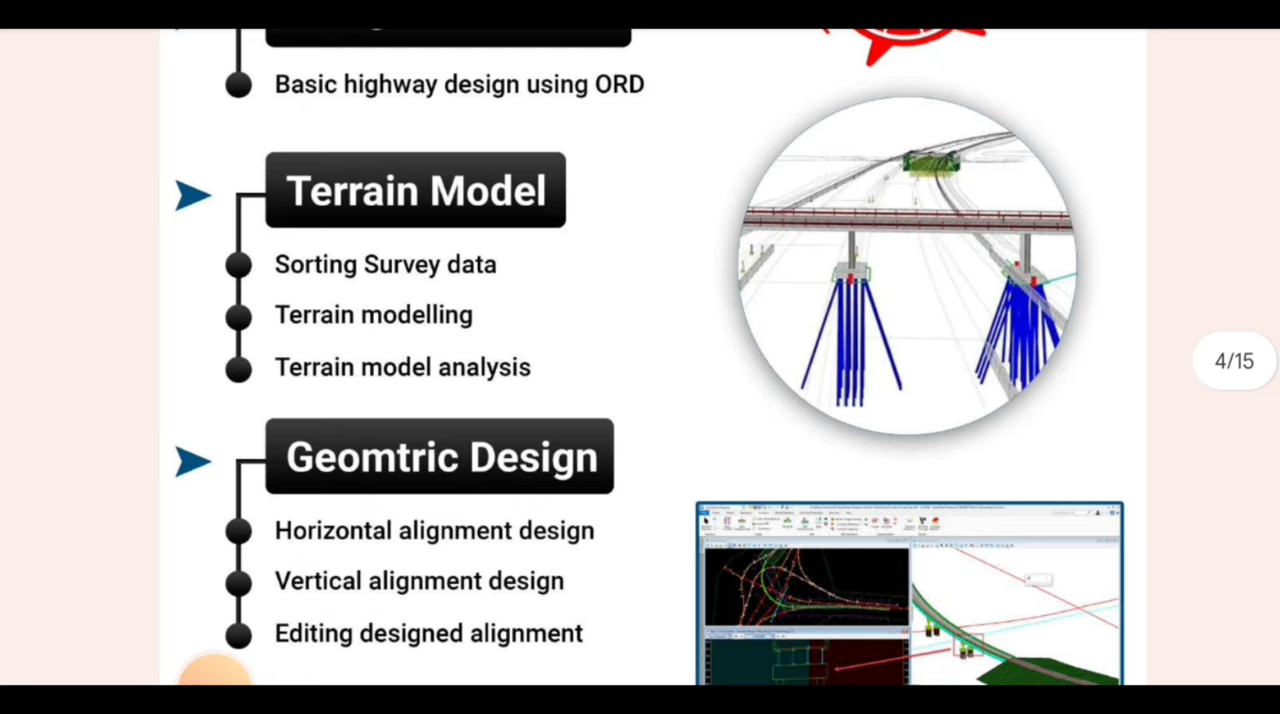 Basic highway design using ORD
Terrain Model
Sorting Survey data
Terrain modelling
Terrain model analysis
4/15
Geomtric Design
Horizontal alignment design
Vertical alignment design
Editing designed alignment